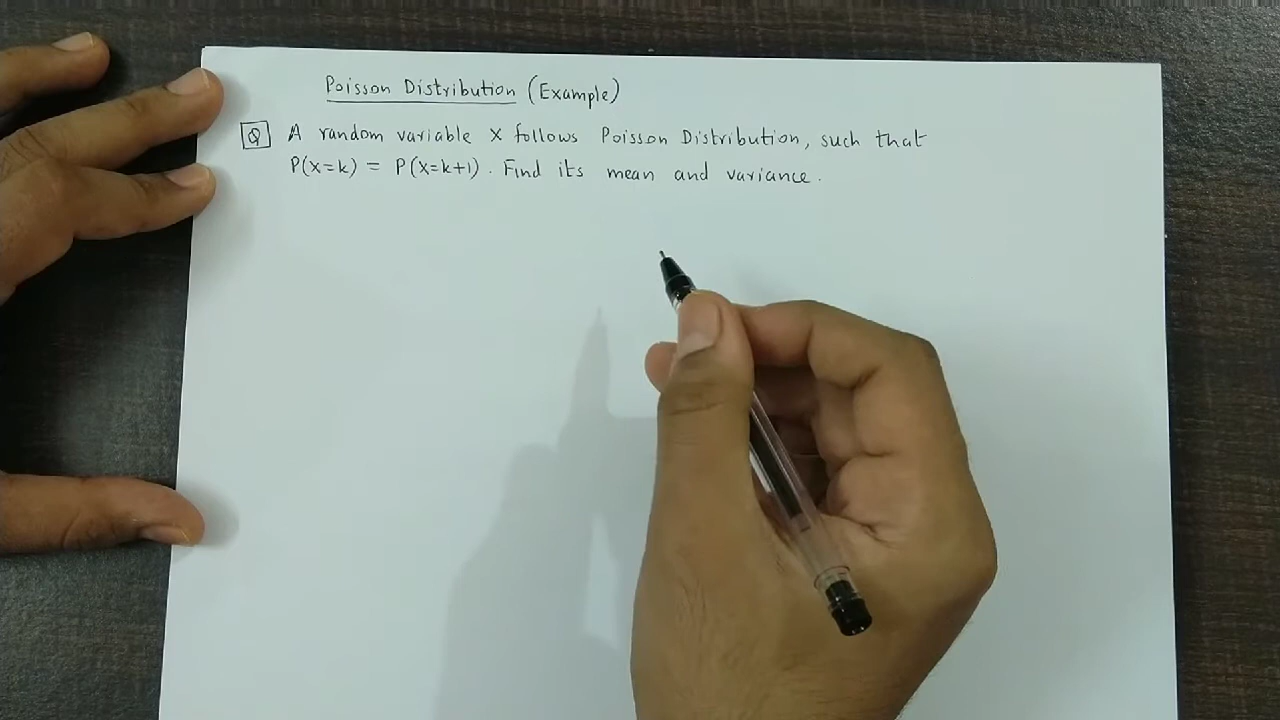 Poisson Distribution (Example)
Q A random variable X follows Poisson Distribution, such that
P(X=k) = P(X=k+1). Find its mean and variance.